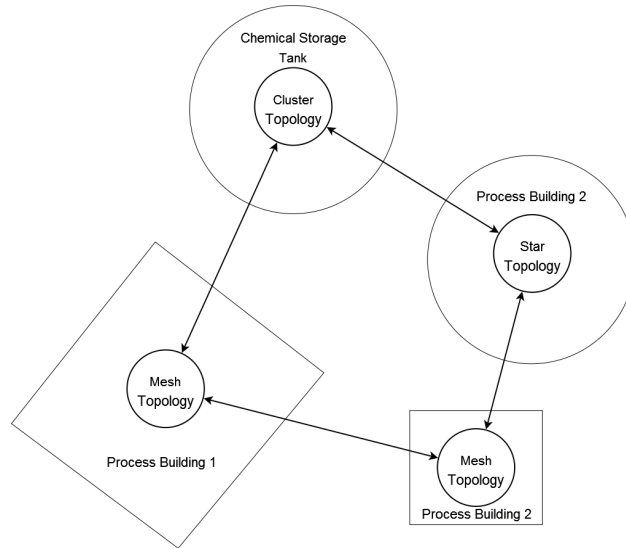 Chemical Storage
Tank
Cluster
Topology
Process Building 2
Star
Topology
Mesh
Topology
Process Building 1
Mesh
Topology
Process Building 2